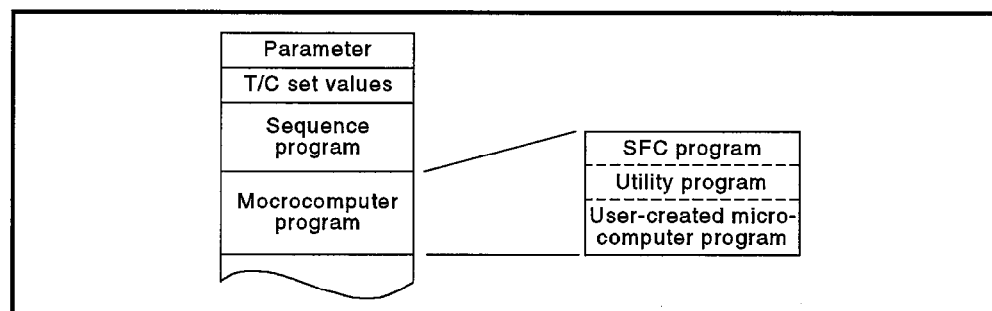 Parameter
T/C set values
Sequence
program
Mocrocomputer
program
SFC program
Utility program
User-created micro-
computer program